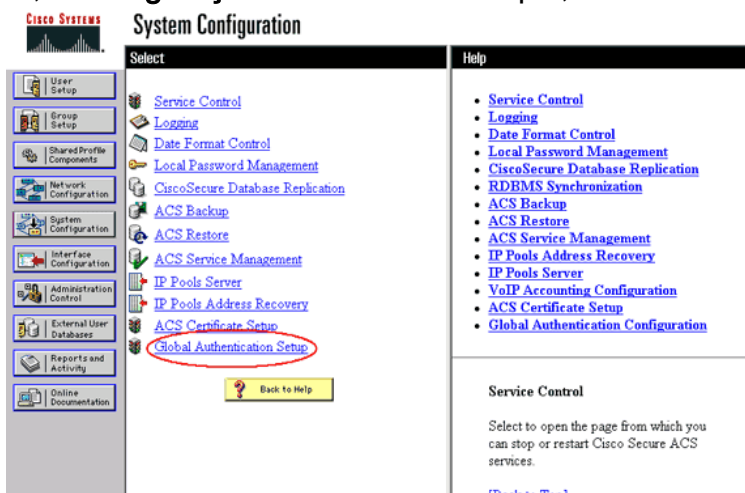 CISCO SYSTEMS
System Configuration
Select
User Setup
Group Setup
Shared Profile Components
Network Configuration
System Configuration
Interface Configuration
Administration Control
External User Databases
Reports and Activity
Online Documentation
Service Control
Logging
Date Format Control
Local Password Management
CiscoSecure Database Replication
ACS Backup
ACS Restore
ACS Service Management
IP Pools Server
IP Pools Address Recovery
ACS Certificate Setup
Global Authentication Setup
Back to Help
Help
Service Control
Logging
Date Format Control
Local Password Management
CiscoSecure Database Replication
RDBMS Synchronization
ACS Backup
ACS Restore
ACS Service Management
IP Pools Address Recovery
IP Pools Server
VoIP Accounting Configuration
ACS Certificate Setup
Global Authentication Configuration
Service Control
Select to open the page from which you
can stop or restart Cisco Secure ACS
services.